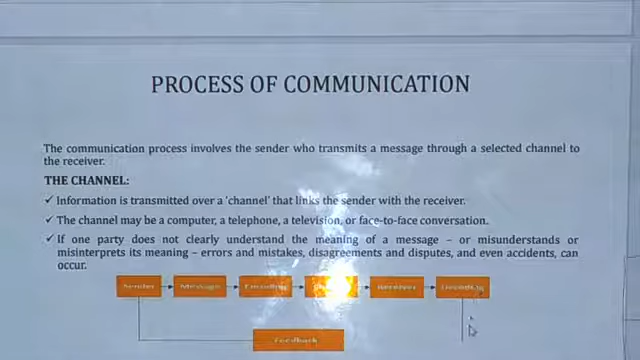 PROCESS OF COMMUNICATION
The communication process involves the sender who transmits a message through a selected channel to
the receiver.
THE CHANNEL:
✓ Information is transmitted over a 'channel' that links the sender with the receiver.
✓ The channel may be a computer, a telephone, a television, or face-to-face conversation.
✓ If one party does not clearly understand the meaning of a message – or misunderstands or
misinterprets its meaning – errors and mistakes, disagreements and disputes, and even accidents, can
occur.
Sender Message Encoding Receiver Decoding
Feedback